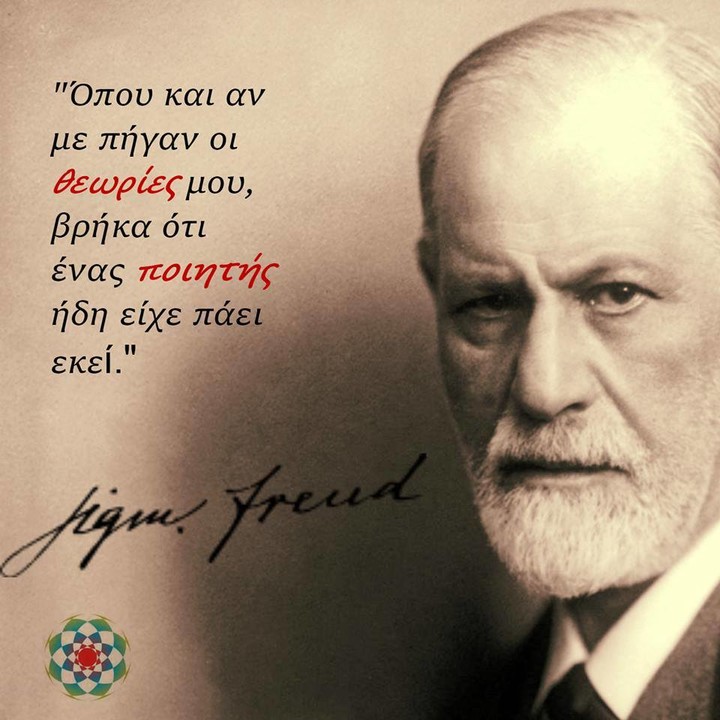 "Όπου και αν
με πήγαν οι
θεωρίες μου,
βρήκα ότι
ένας ποιητής
ήδη είχε πάει
εκεί."
Sigm. Freud